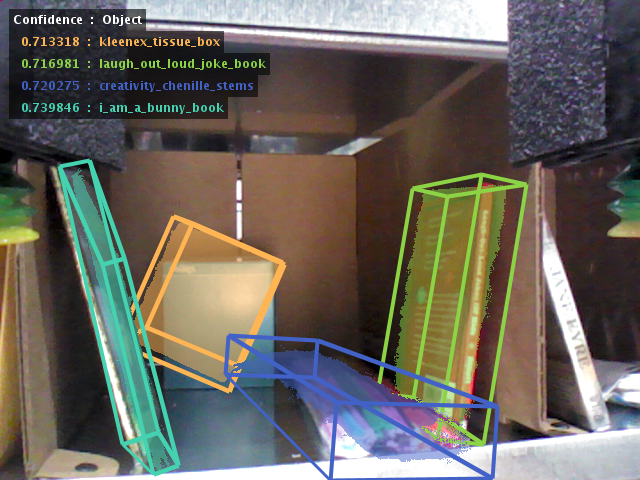 Confidence : Object
0.713318 : kleenex_tissue_box
0.716981 : laugh_out_loud_joke_book
0.720275 : creativity_chenille_stems
0.739846 : i_am_a_bunny_book
JANE EYRE